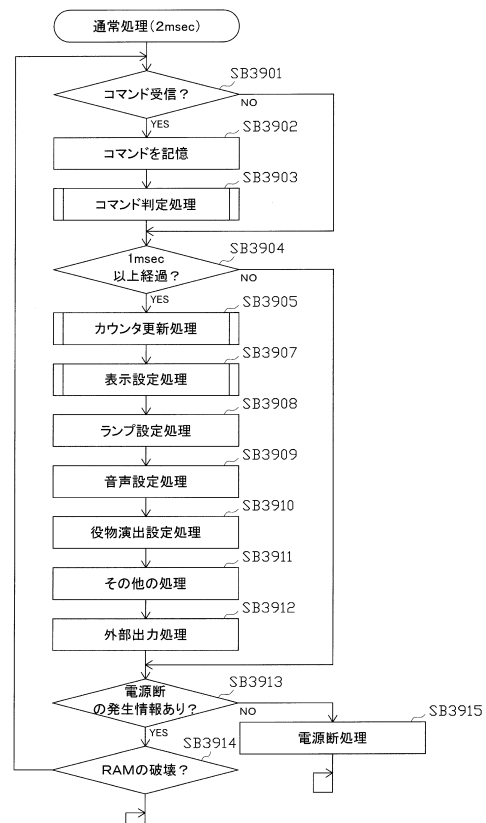 通常処理(2msec)
SB3901
コマンド受信?
NO
YES
SB3902
コマンドを記憶
SB3903
コマンド判定処理
SB3904
1msec
以上経過?
NO
YES
SB3905
カウンタ更新処理
SB3907
表示設定処理
SB3908
ランプ設定処理
SB3909
音声設定処理
SB3910
役物演出設定処理
SB3911
その他の処理
SB3912
外部出力処理
SB3913
電源断
の発生情報あり?
NO
SB3915
電源断処理
YES
SB3914
RAMの破壊?